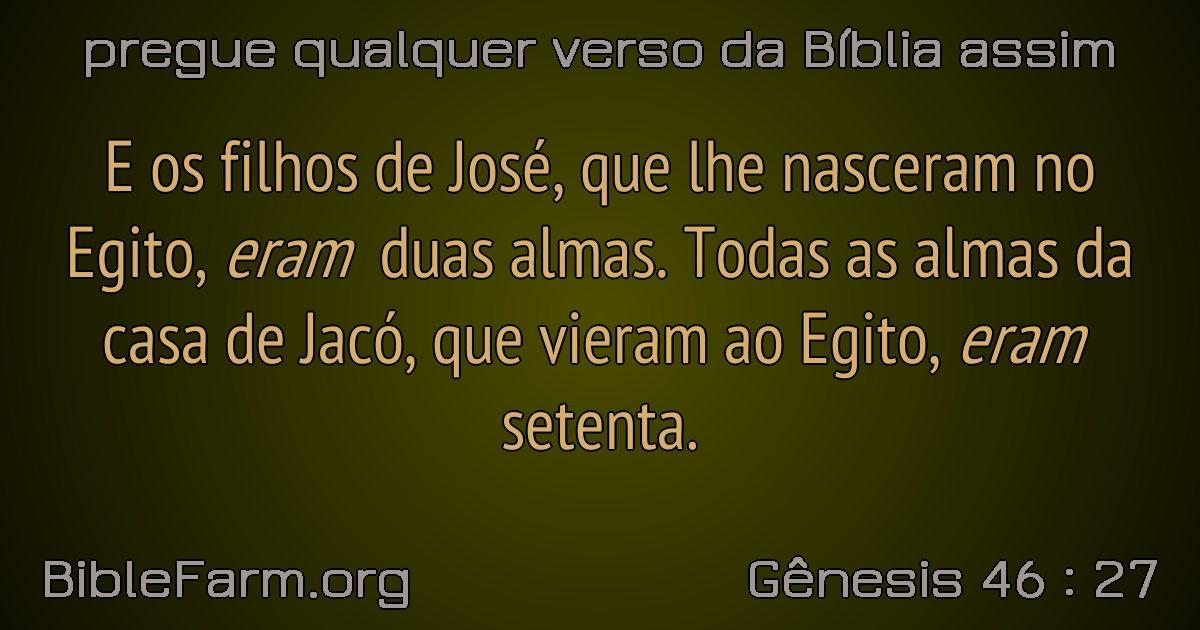 pregue qualquer verso da Bíblia assim
E os filhos de José, que lhe nasceram no
Egito, eram duas almas. Todas as almas da
casa de Jacó, que vieram ao Egito, eram
setenta.
BibleFarm.org
Gênesis 46 : 27